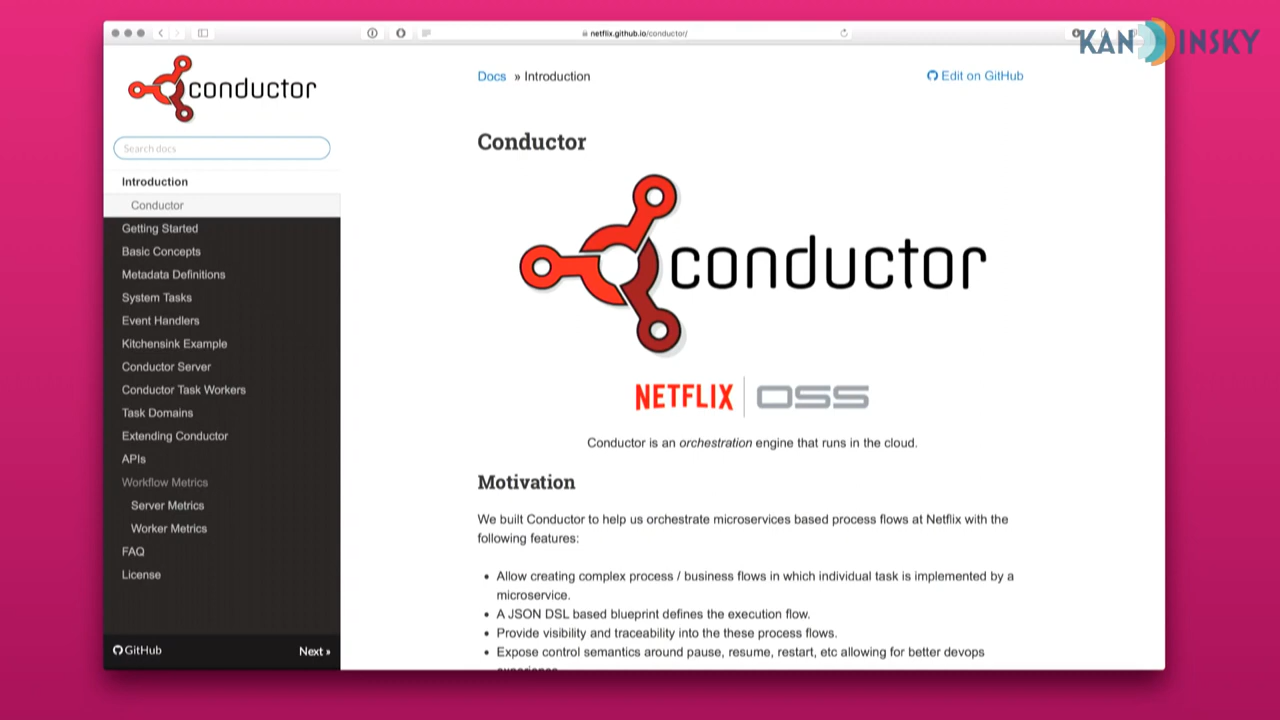 netflix.github.io/conductor/
KANDINSKY
conductor
Search docs
Introduction
Conductor
Getting Started
Basic Concepts
Metadata Definitions
System Tasks
Event Handlers
Kitchensink Example
Conductor Server
Conductor Task Workers
Task Domains
Extending Conductor
APIs
Workflow Metrics
Server Metrics
Worker Metrics
FAQ
License
GitHub
Next »
Docs » Introduction
Edit on GitHub
Conductor
conductor
NETFLIX OSS
Conductor is an orchestration engine that runs in the cloud.
Motivation
We built Conductor to help us orchestrate microservices based process flows at Netflix with the
following features:
• Allow creating complex process / business flows in which individual task is implemented by a
microservice.
• A JSON DSL based blueprint defines the execution flow.
• Provide visibility and traceability into the these process flows.
• Expose control semantics around pause, resume, restart, etc allowing for better devops